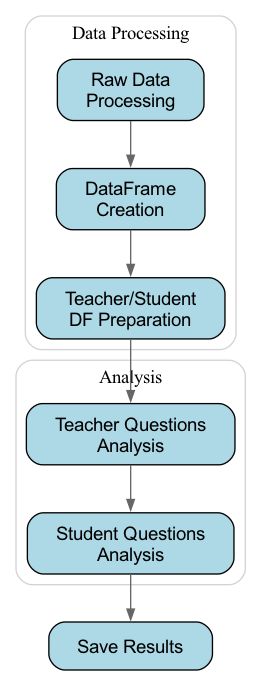 Data Processing
Raw Data
Processing
DataFrame
Creation
Teacher/Student
DF Preparation
Analysis
Teacher Questions
Analysis
Student Questions
Analysis
Save Results